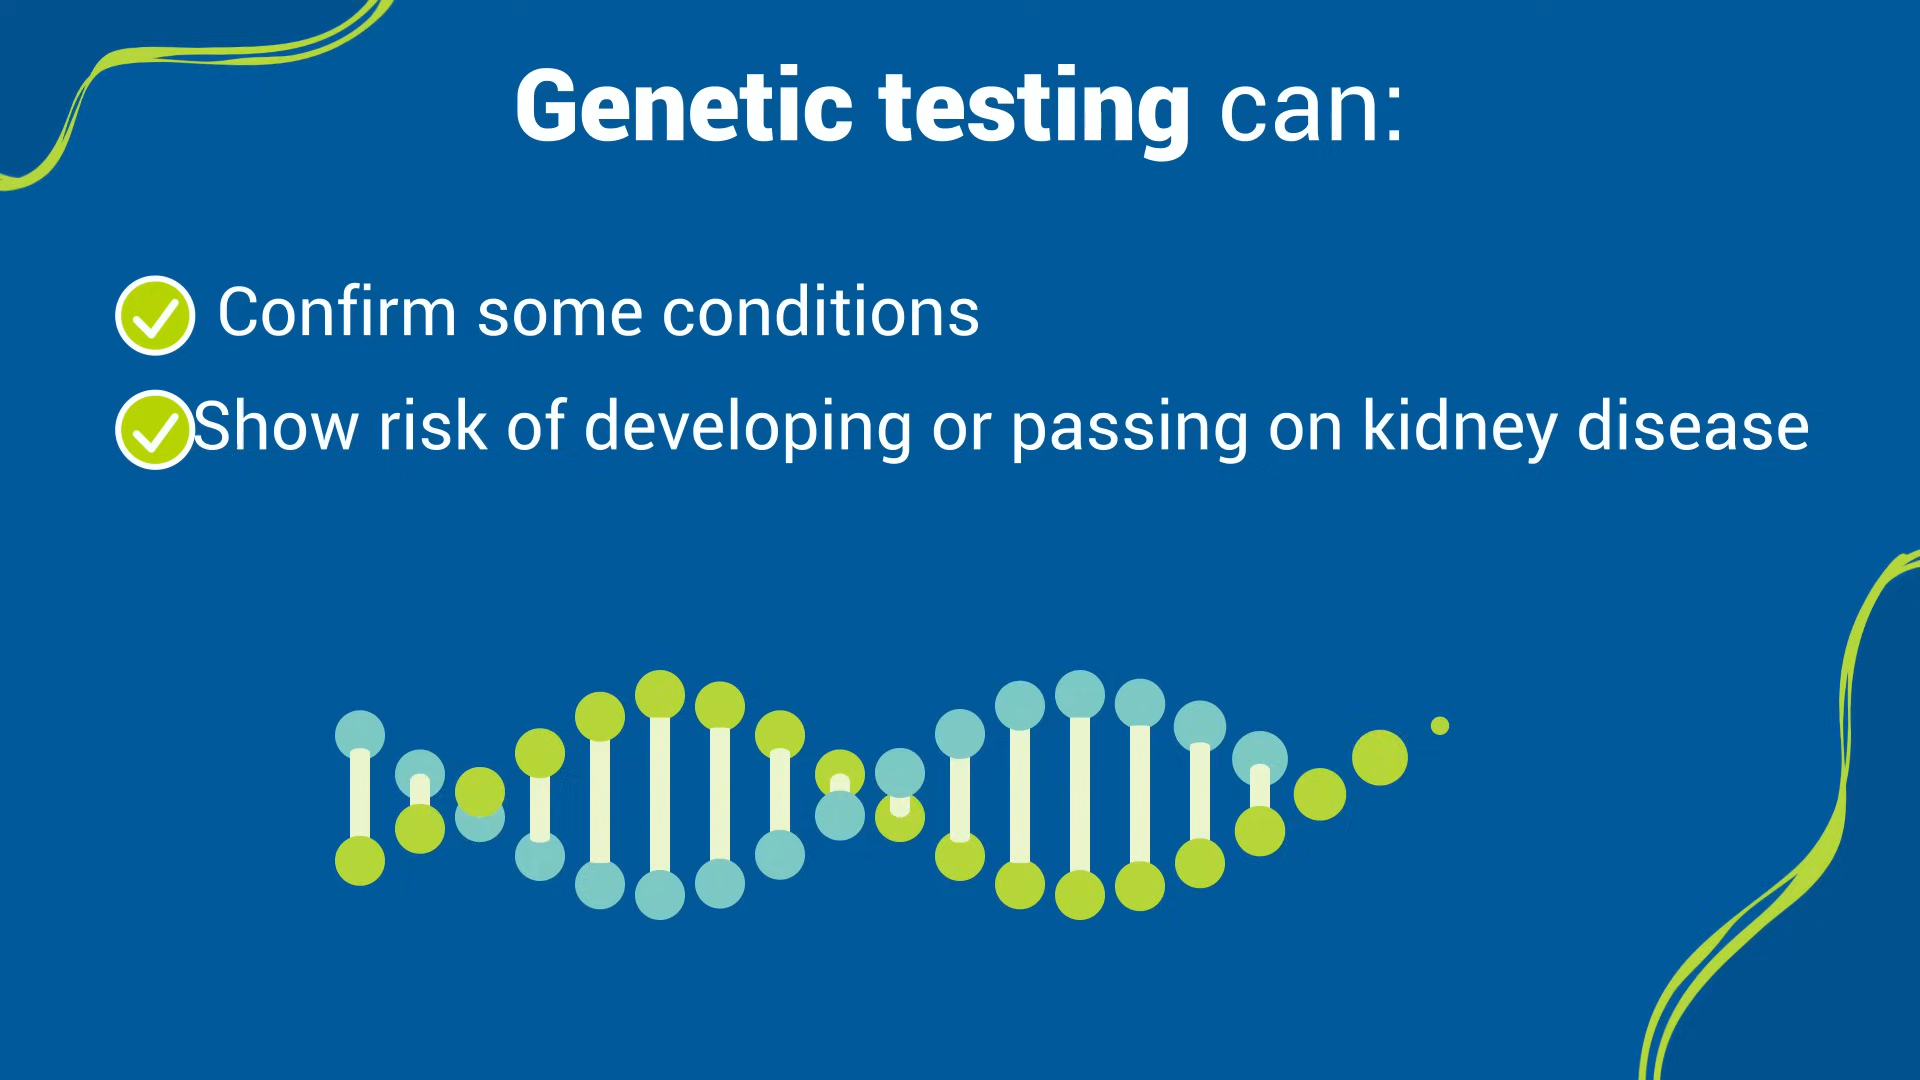 Genetic testing can:
Confirm some conditions
Show risk of developing or passing on kidney disease